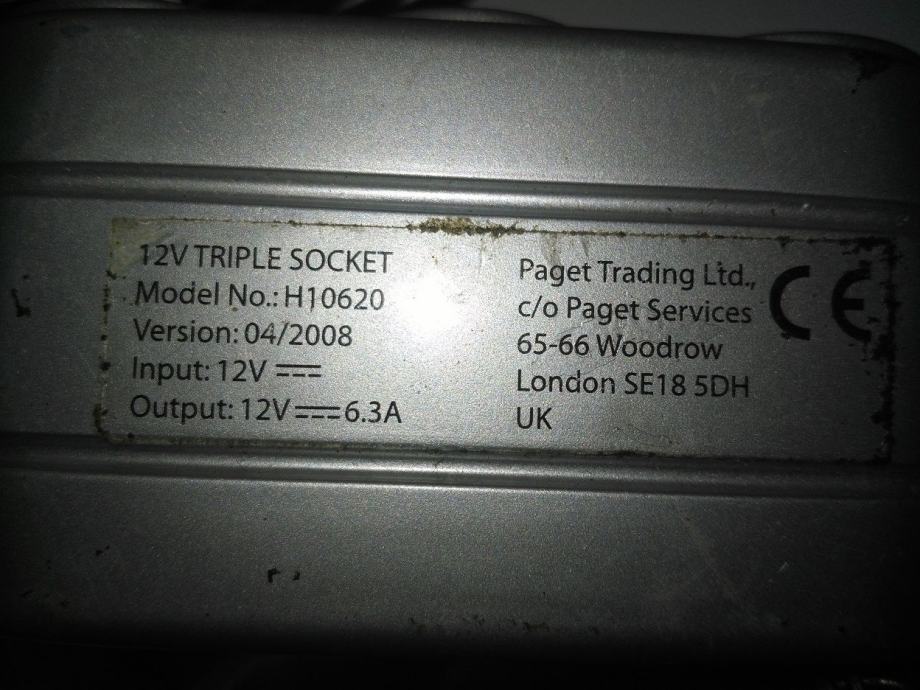 12V TRIPLE SOCKET
Model No.: H10620
Version: 04/2008
Input: 12V ⎓
Output: 12V ⎓ 6.3A
Paget Trading Ltd.,
c/o Paget Services
65-66 Woodrow
London SE18 5DH
UK
CE